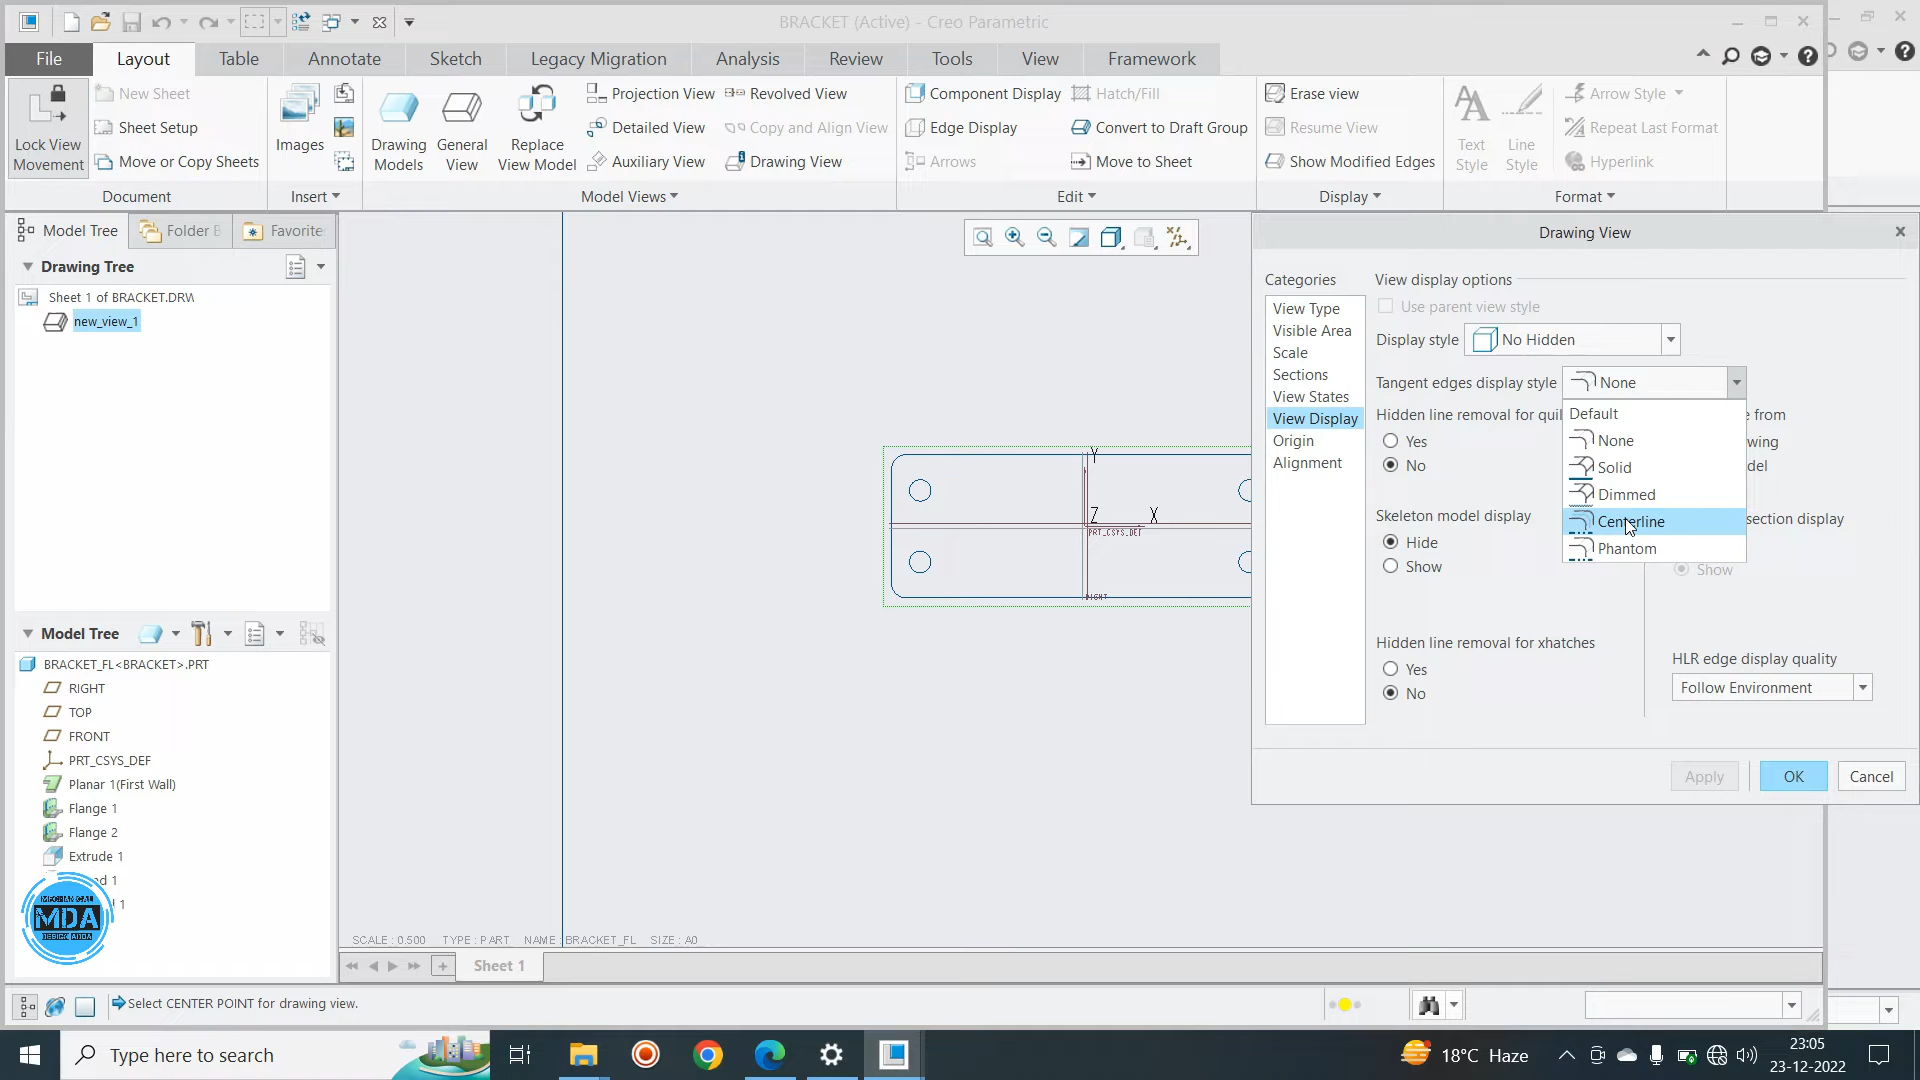 BRACKET (Active) - Creo Parametric
File
Layout
Table
Annotate
Sketch
Legacy Migration
Analysis
Review
Tools
View
Framework
Lock View Movement
New Sheet
Sheet Setup
Move or Copy Sheets
Document
Images
Insert
Drawing Models
General View
Replace View Model
Projection View
Detailed View
Auxiliary View
Revolved View
Copy and Align View
Drawing View
Model Views
Component Display
Edge Display
Arrows
Hatch/Fill
Convert to Draft Group
Move to Sheet
Edit
Erase view
Resume View
Show Modified Edges
Display
Text Style
Line Style
Arrow Style
Repeat Last Format
Hyperlink
Format
Model Tree
Folder B
Favorite
Drawing Tree
Sheet 1 of BRACKET.DRW
new_view_1
Model Tree
BRACKET_FL<BRACKET>.PRT
RIGHT
TOP
FRONT
PRT_CSYS_DEF
Planar 1(First Wall)
Flange 1
Flange 2
Extrude 1
nd 1
1
MECHANICAL
MDA
DESIGN ADDA
Y
Z
X
PRT_CSYS_DEF
RIGHT
SCALE : 0.500 TYPE : PART NAME : BRACKET_FL SIZE : A0
Sheet 1
Drawing View
Categories
View Type
Visible Area
Scale
Sections
View States
View Display
Origin
Alignment
View display options
Use parent view style
Display style
No Hidden
Tangent edges display style
None
Default
None
Solid
Dimmed
Centerline
Phantom
Hidden line removal for quil
Yes
No
e from
wing
del
Skeleton model display
Hide
Show
section display
Show
Hidden line removal for xhatches
Yes
No
HLR edge display quality
Follow Environment
Apply
OK
Cancel
Select CENTER POINT for drawing view.
Type here to search
18°C Haze
23:05
23-12-2022